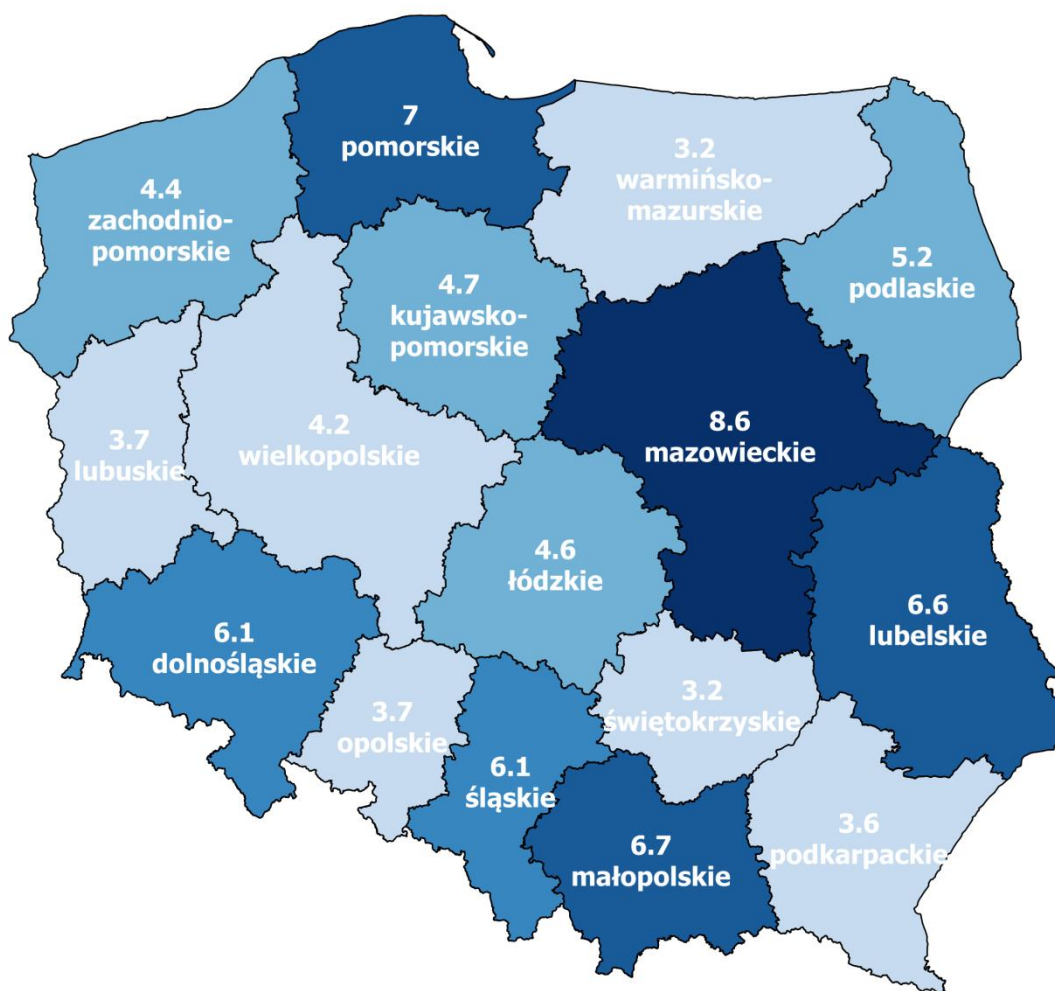 7
pomorskie
3.2
warmińsko-
mazurskie
4.4
zachodnio-
pomorskie
5.2
podlaskie
4.7
kujawsko-
pomorskie
8.6
mazowieckie
3.7
lubuskie
4.2
wielkopolskie
4.6
łódzkie
6.6
lubelskie
6.1
dolnośląskie
3.7
opolskie
3.2
świętokrzyskie
6.1
śląskie
6.7
małopolskie
3.6
podkarpackie